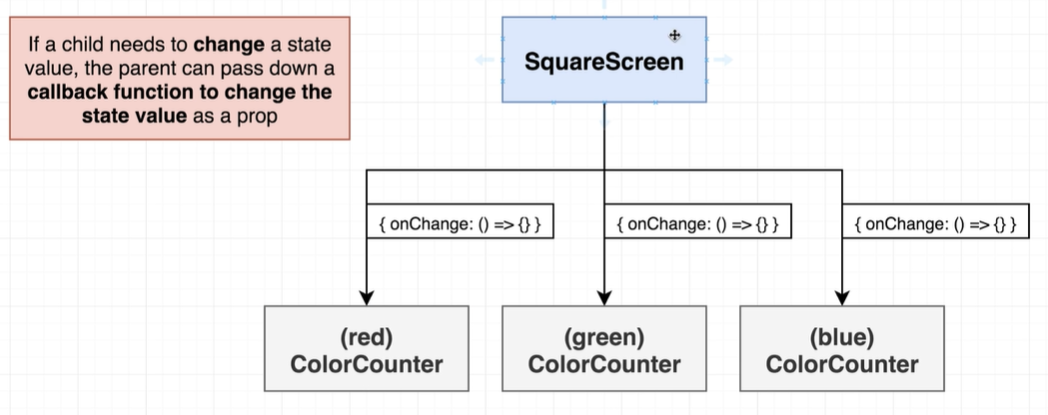 If a child needs to change a state
value, the parent can pass down a
callback function to change the
state value as a prop
SquareScreen
{ onChange: () => {} }
{ onChange: () => {} }
{ onChange: () => {} }
(red)
ColorCounter
(green)
ColorCounter
(blue)
ColorCounter